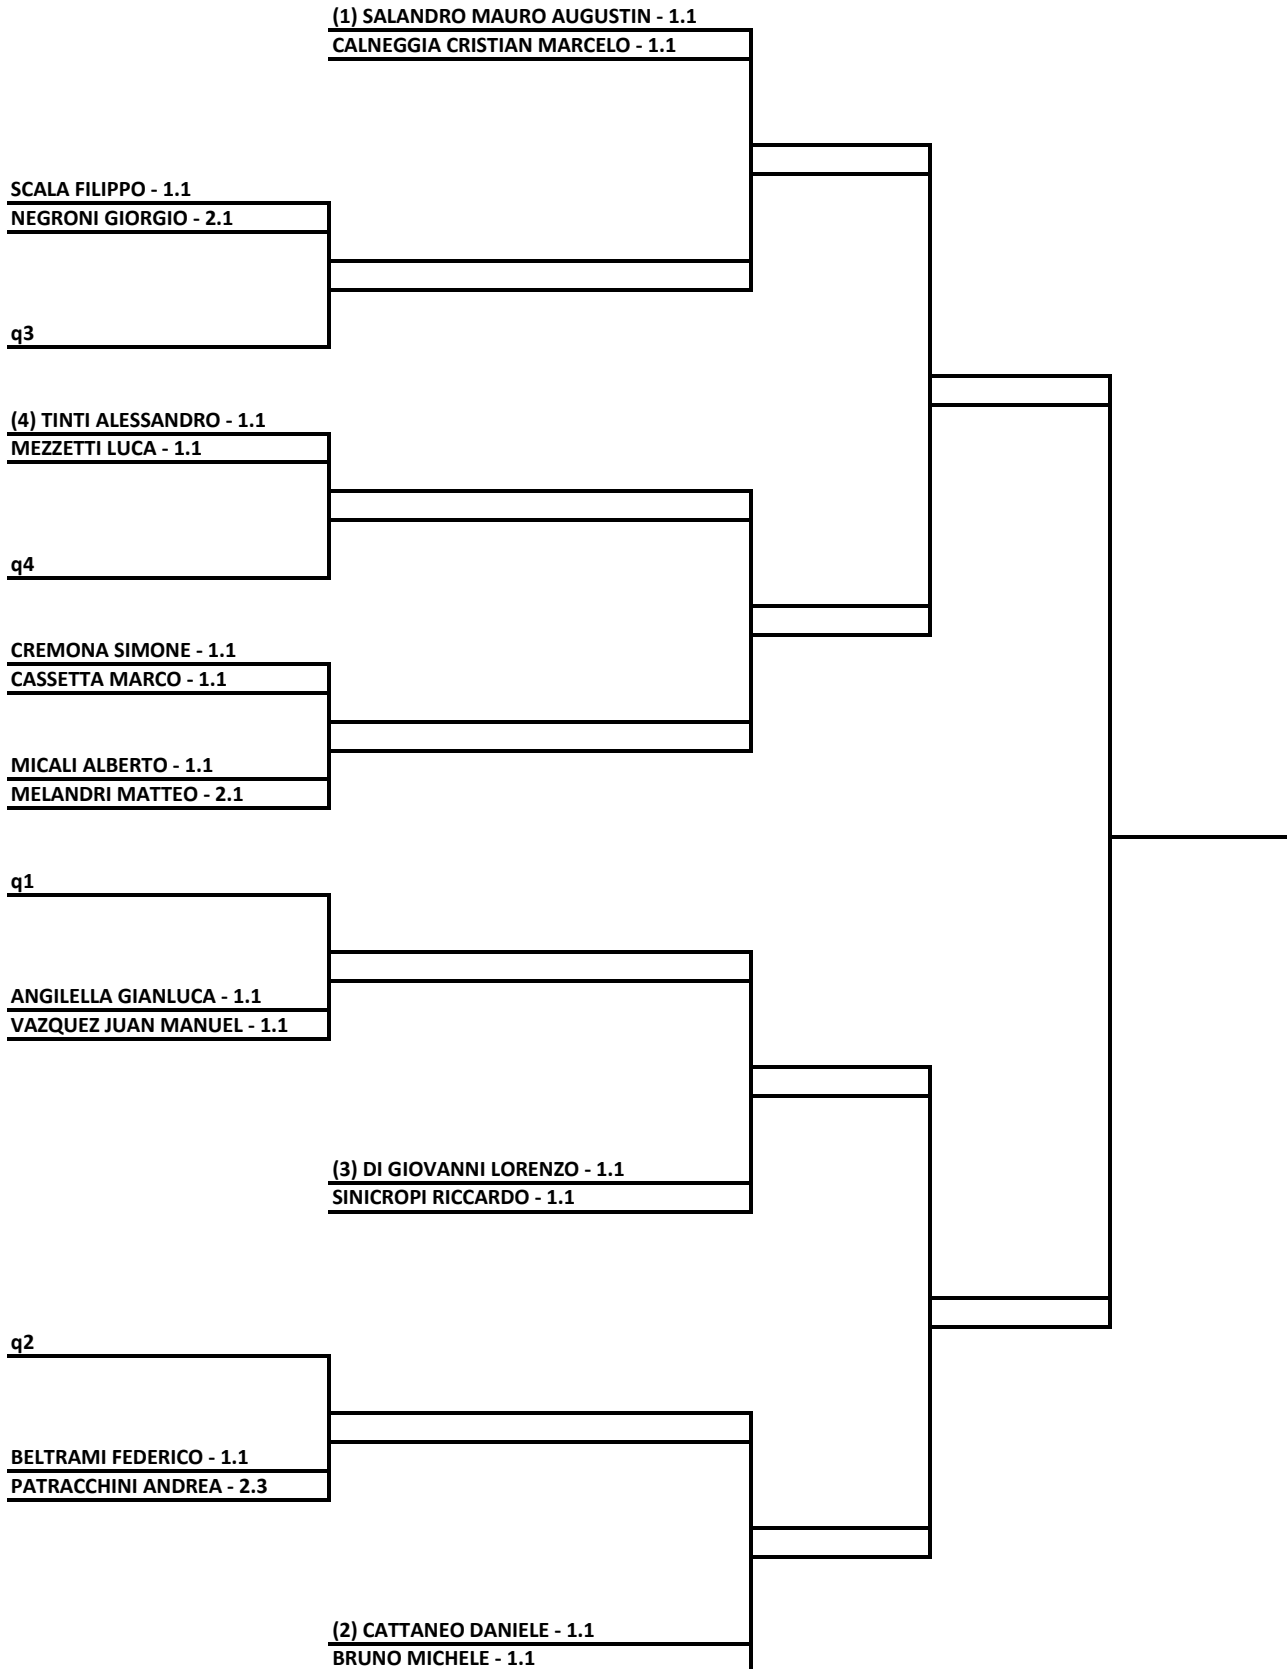 (1) SALANDRO MAURO AUGUSTIN - 1.1
CALNEGGIA CRISTIAN MARCELO - 1.1
SCALA FILIPPO - 1.1
NEGRONI GIORGIO - 2.1
q3
(4) TINTI ALESSANDRO - 1.1
MEZZETTI LUCA - 1.1
q4
CREMONA SIMONE - 1.1
CASSETTA MARCO - 1.1
MICALI ALBERTO - 1.1
MELANDRI MATTEO - 2.1
q1
ANGILELLA GIANLUCA - 1.1
VAZQUEZ JUAN MANUEL - 1.1
(3) DI GIOVANNI LORENZO - 1.1
SINICROPI RICCARDO - 1.1
q2
BELTRAMI FEDERICO - 1.1
PATRACCHINI ANDREA - 2.3
(2) CATTANEO DANIELE - 1.1
BRUNO MICHELE - 1.1